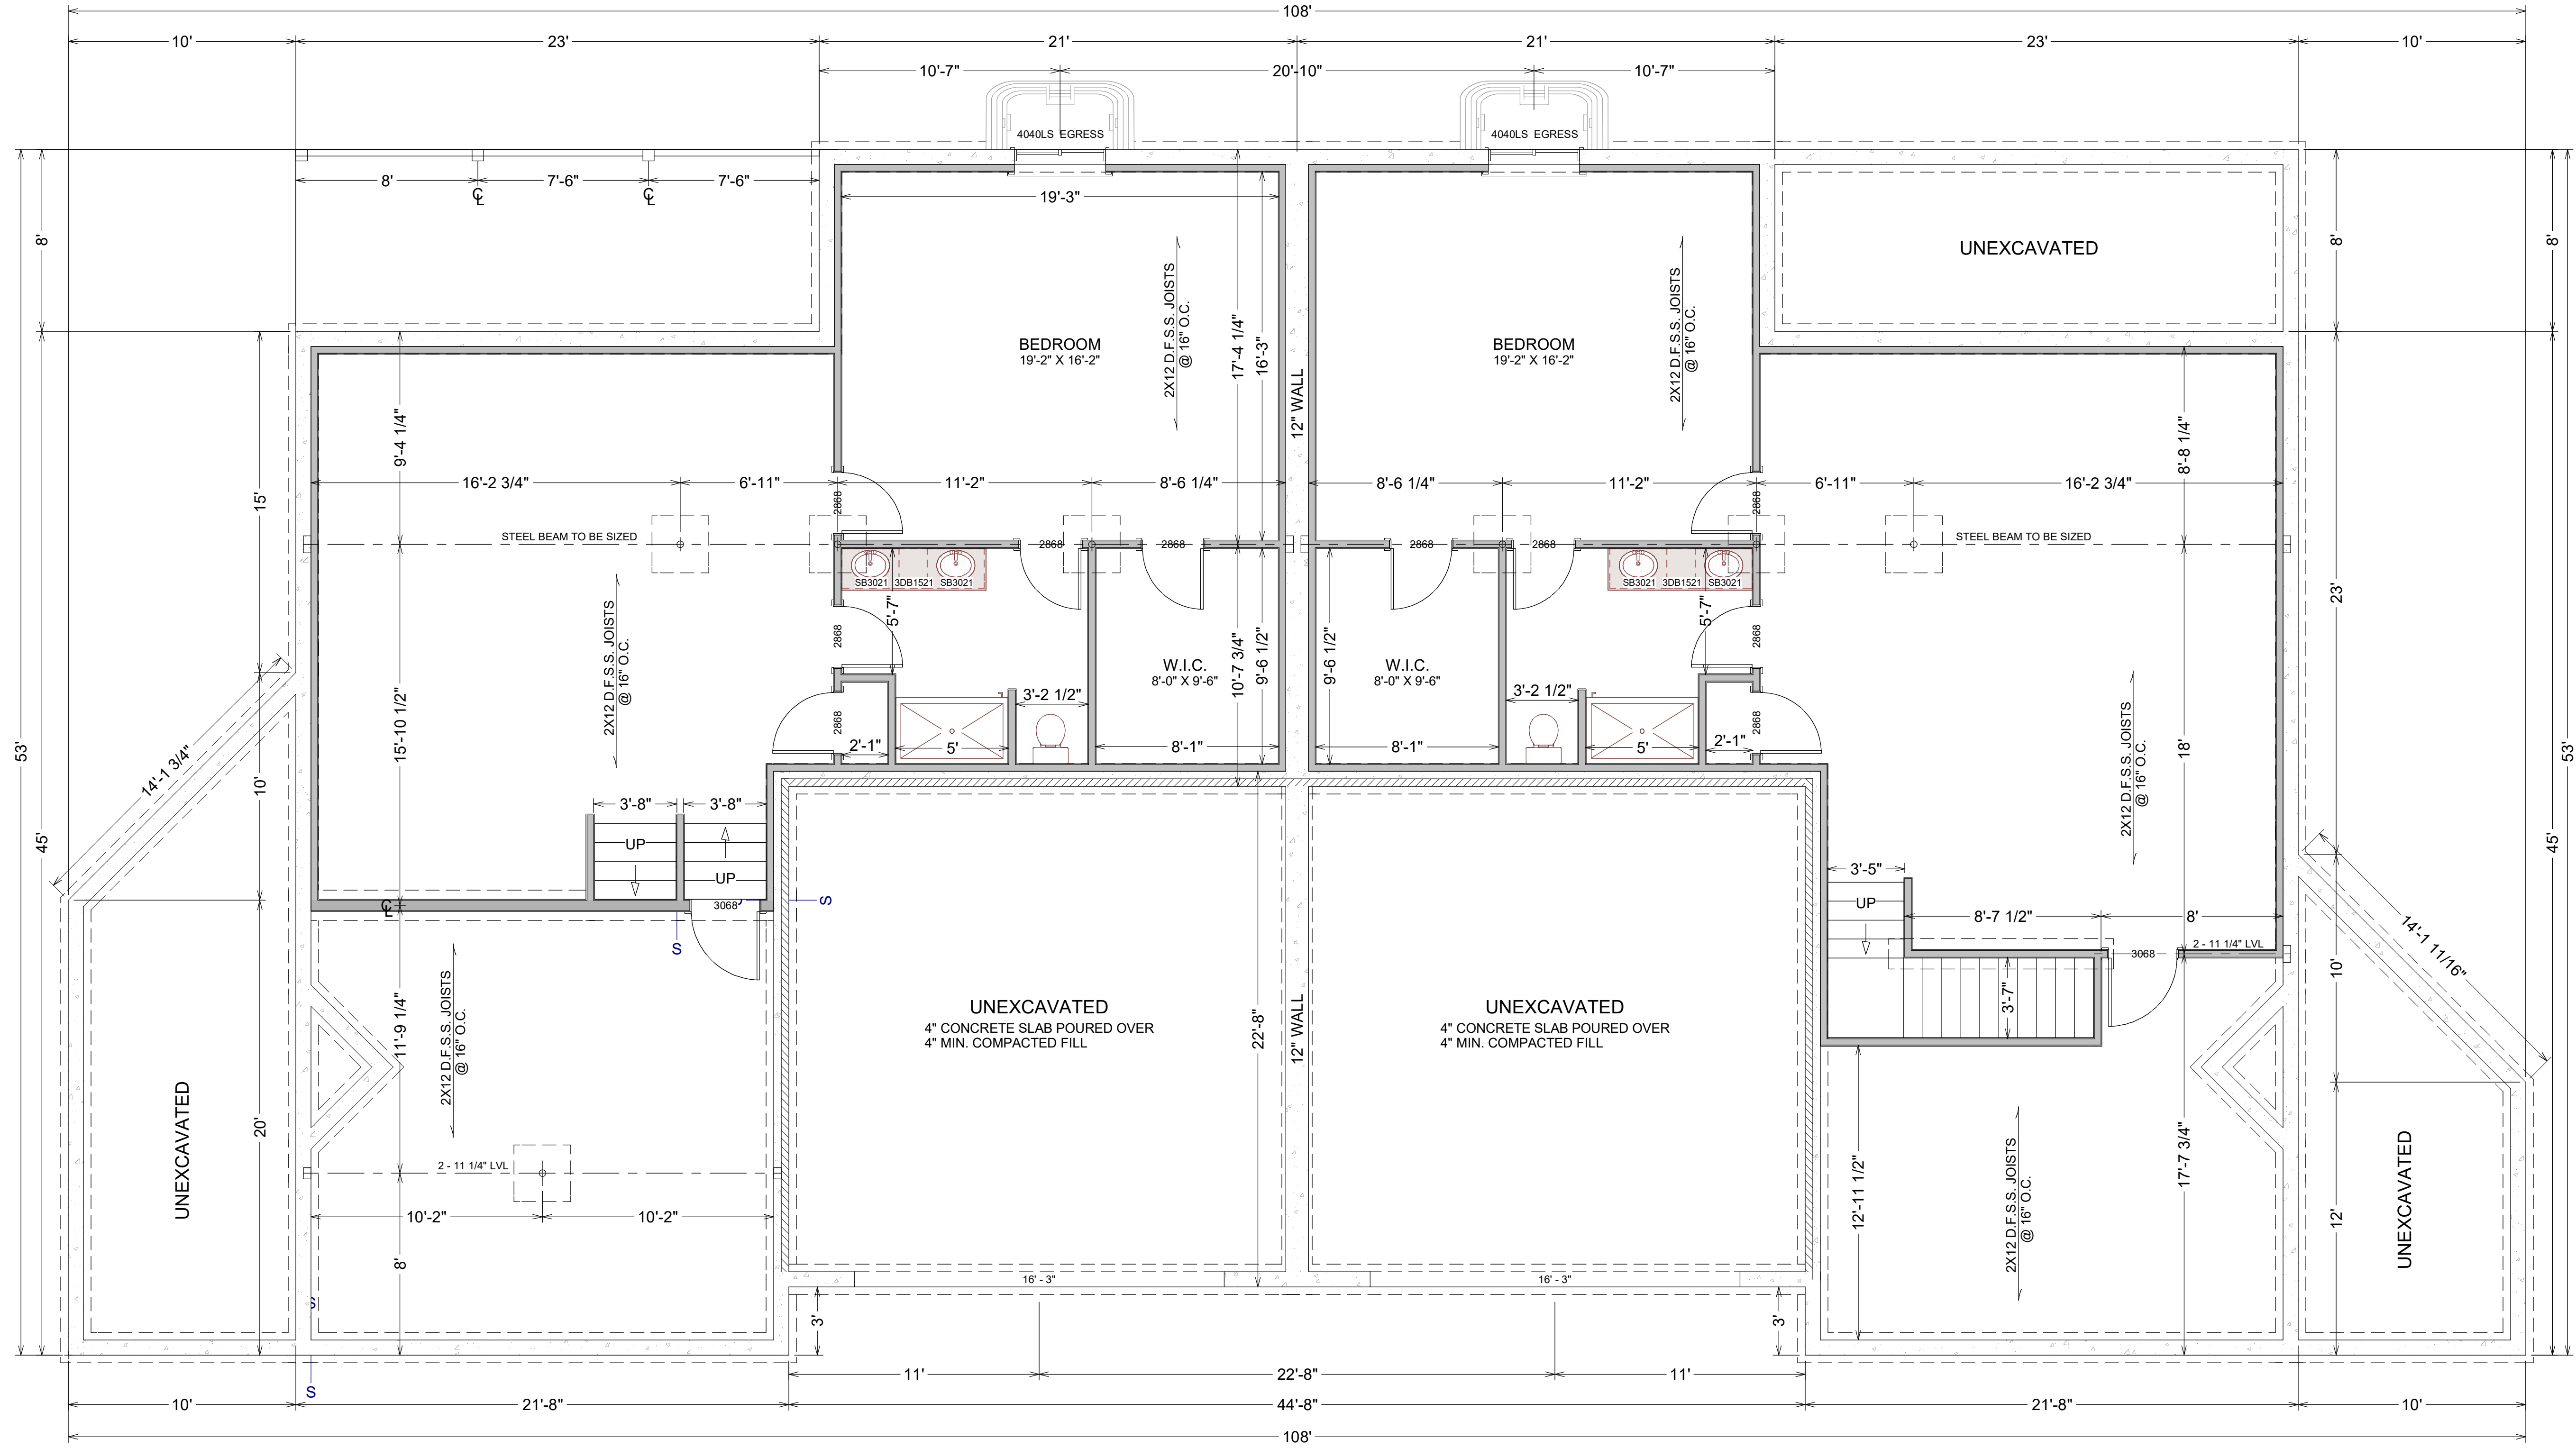 108'
10'
23'
21'
21'
23'
10'
10'-7"
20'-10"
10'-7"
4040LS EGRESS
4040LS EGRESS
8'
7'-6"
7'-6"
CL
CL
19'-3"
8'
8'
8'
UNEXCAVATED
2X12 D.F.S.S. JOISTS
@ 16" O.C.
2X12 D.F.S.S. JOISTS
@ 16" O.C.
BEDROOM
19'-2" X 16'-2"
BEDROOM
19'-2" X 16'-2"
17'-4 1/4"
16'-3"
12" WALL
9'-4 1/4"
8'-8 1/4"
15'
16'-2 3/4"
6'-11"
11'-2"
8'-6 1/4"
8'-6 1/4"
11'-2"
6'-11"
16'-2 3/4"
2868
2868
STEEL BEAM TO BE SIZED
STEEL BEAM TO BE SIZED
2868
2868
2868
2868
SB3021
3DB1521
SB3021
SB3021
3DB1521
SB3021
5'-7"
5'-7"
23'
2X12 D.F.S.S. JOISTS
@ 16" O.C.
2868
2868
W.I.C.
8'-0" X 9'-6"
W.I.C.
8'-0" X 9'-6"
10'-7 3/4"
9'-6 1/2"
9'-6 1/2"
3'-2 1/2"
3'-2 1/2"
2868
2868
2'-1"
5'
8'-1"
8'-1"
5'
2'-1"
15'-10 1/2"
18'
2X12 D.F.S.S. JOISTS
@ 16" O.C.
53'
53'
14'-1 3/4"
10'
45'
45'
3'-8"
3'-8"
UP
UP
3'-5"
UP
CL
3068
S
S
8'-7 1/2"
8'
2 - 11 1/4" LVL
3068
14'-1 11/16"
10'
3'-7"
UNEXCAVATED
4" CONCRETE SLAB POURED OVER
4" MIN. COMPACTED FILL
UNEXCAVATED
4" CONCRETE SLAB POURED OVER
4" MIN. COMPACTED FILL
22'-8"
12" WALL
11'-9 1/4"
2X12 D.F.S.S. JOISTS
@ 16" O.C.
UNEXCAVATED
20'
2 - 11 1/4" LVL
10'-2"
10'-2"
8'
12'-11 1/2"
17'-7 3/4"
2X12 D.F.S.S. JOISTS
@ 16" O.C.
12'
UNEXCAVATED
16' - 3"
16' - 3"
S
3'
3'
11'
22'-8"
11'
S
10'
21'-8"
44'-8"
21'-8"
10'
108'